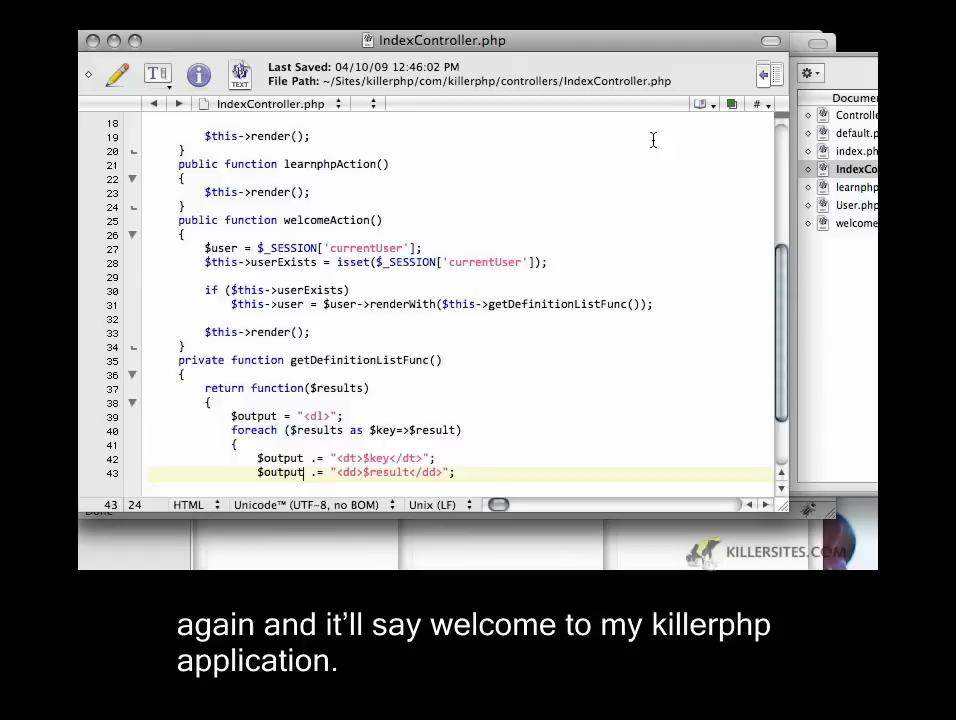 IndexController.php
Last Saved: 04/10/09 12:46:02 PM
File Path: ~/Sites/killerphp/com/killerphp/controllers/IndexController.php
TEXT
IndexController.php
#
18
19 $this->render();
20 }
21 public function learnphpAction()
22 {
23 $this->render();
24 }
25 public function welcomeAction()
26 {
27 $user = $_SESSION['currentUser'];
28 $this->userExists = isset($_SESSION['currentUser']);
29
30 if ($this->userExists)
31 $this->user = $user->renderWith($this->getDefinitionListFunc());
32
33 $this->render();
34 }
35 private function getDefinitionListFunc()
36 {
37 return function($results)
38 {
39 $output = "<dl>";
40 foreach ($results as $key=>$result)
41 {
42 $output .= "<dt>$key</dt>";
43 $output .= "<dd>$result</dd>";
43 24 HTML Unicode™ (UTF-8, no BOM) Unix (LF)
Docume
Controlle
default.p
index.ph
IndexCo
learnphp
User.php
welcome
KILLERSITES.COM
again and it'll say welcome to my killerphp
application.